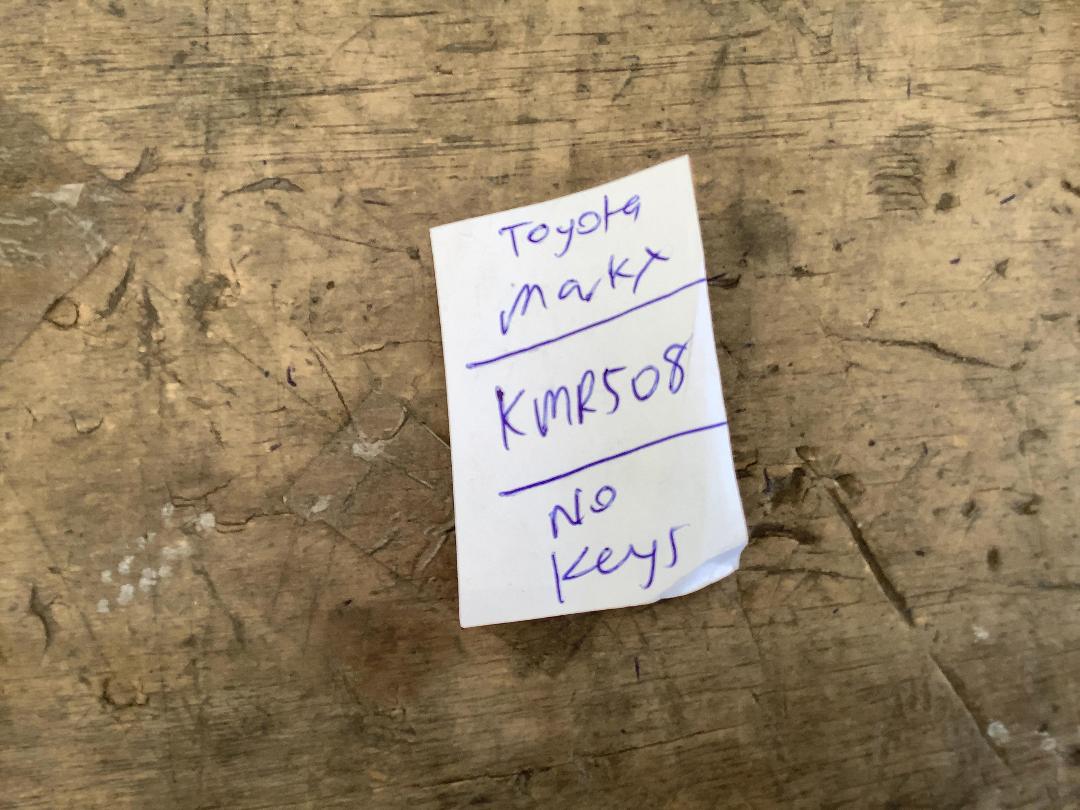 Toyota
Markx
KMR508
No
Keys